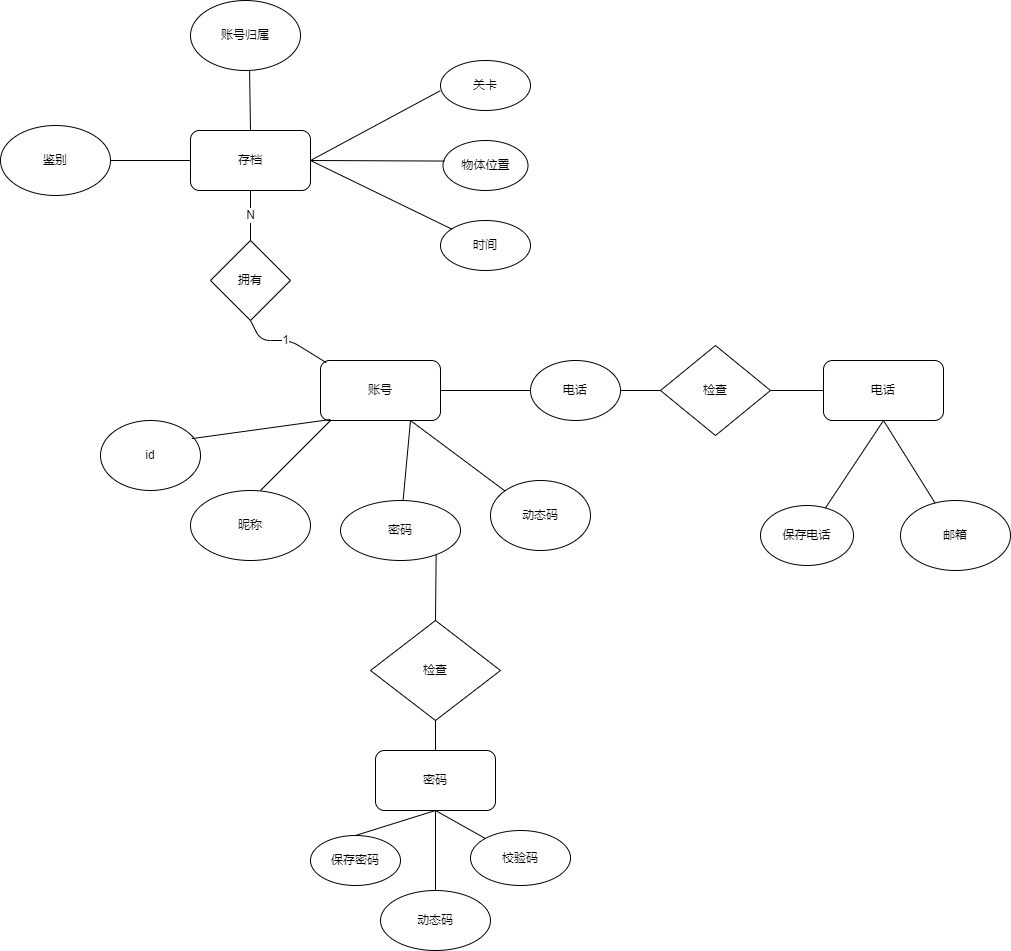 账号归属
关卡
鉴别
存档
物体位置
N
时间
拥有
1
账号
电话
检查
电话
id
昵称
密码
动态码
保存电话
邮箱
检查
密码
保存密码
校验码
动态码